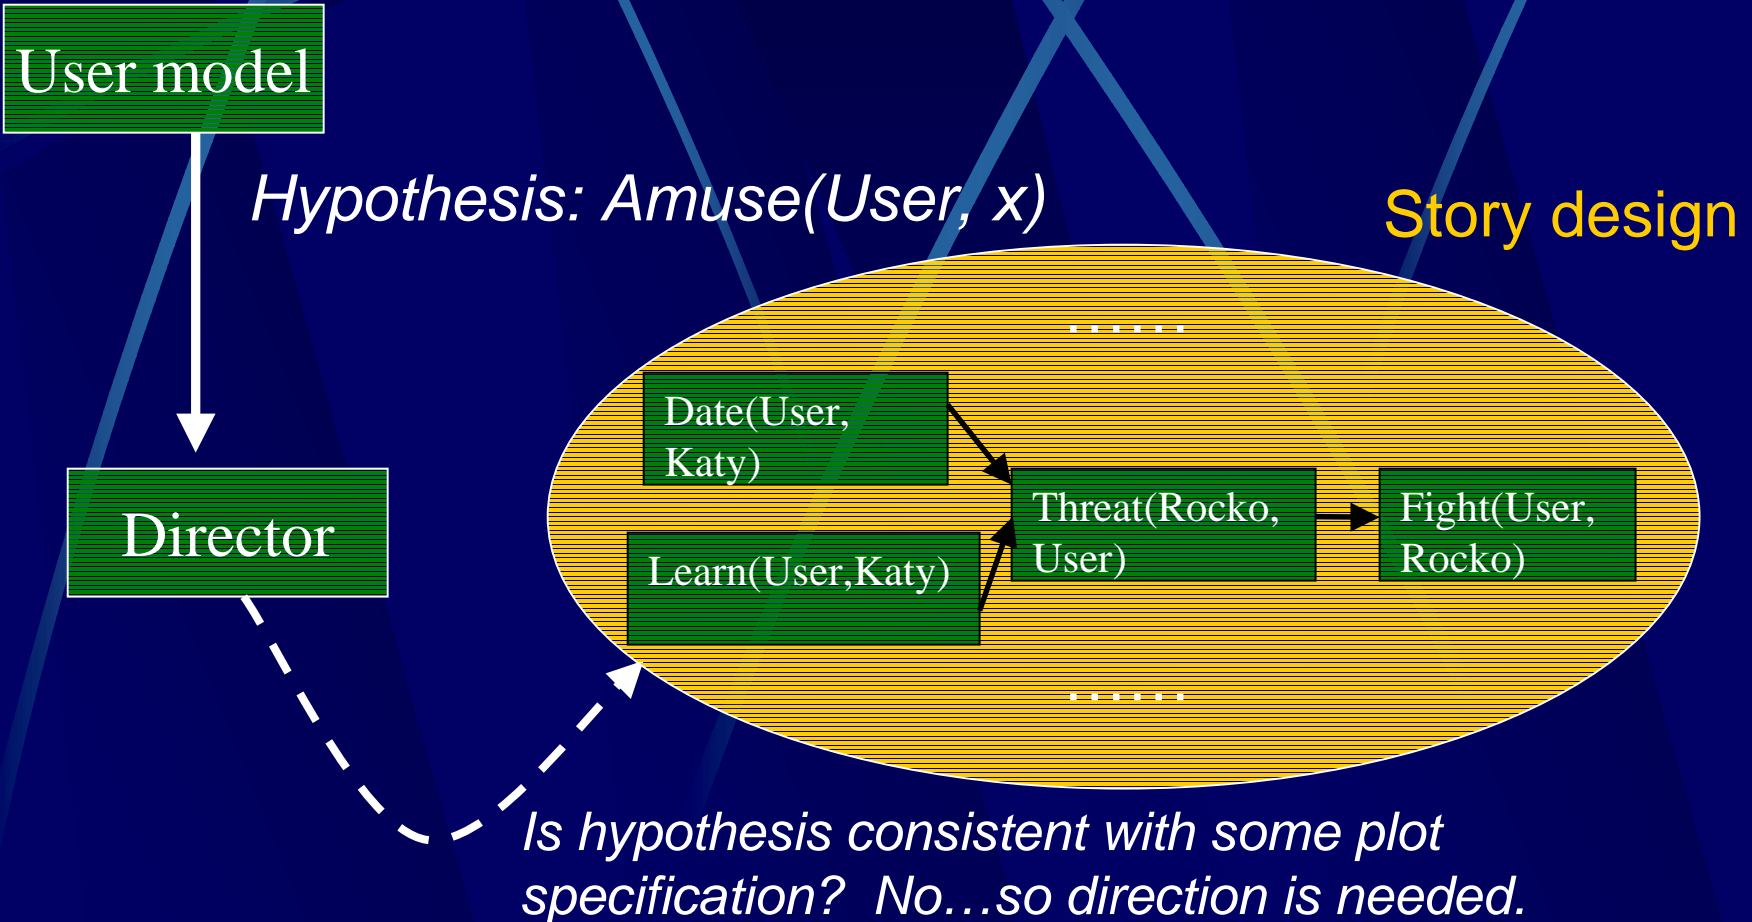 User model
Hypothesis: Amuse(User, x)
Story design
......
Date(User,
Katy)
Threat(Rocko,
User)
Fight(User,
Rocko)
Director
Learn(User,Katy)
......
Is hypothesis consistent with some plot
specification?  No…so direction is needed.